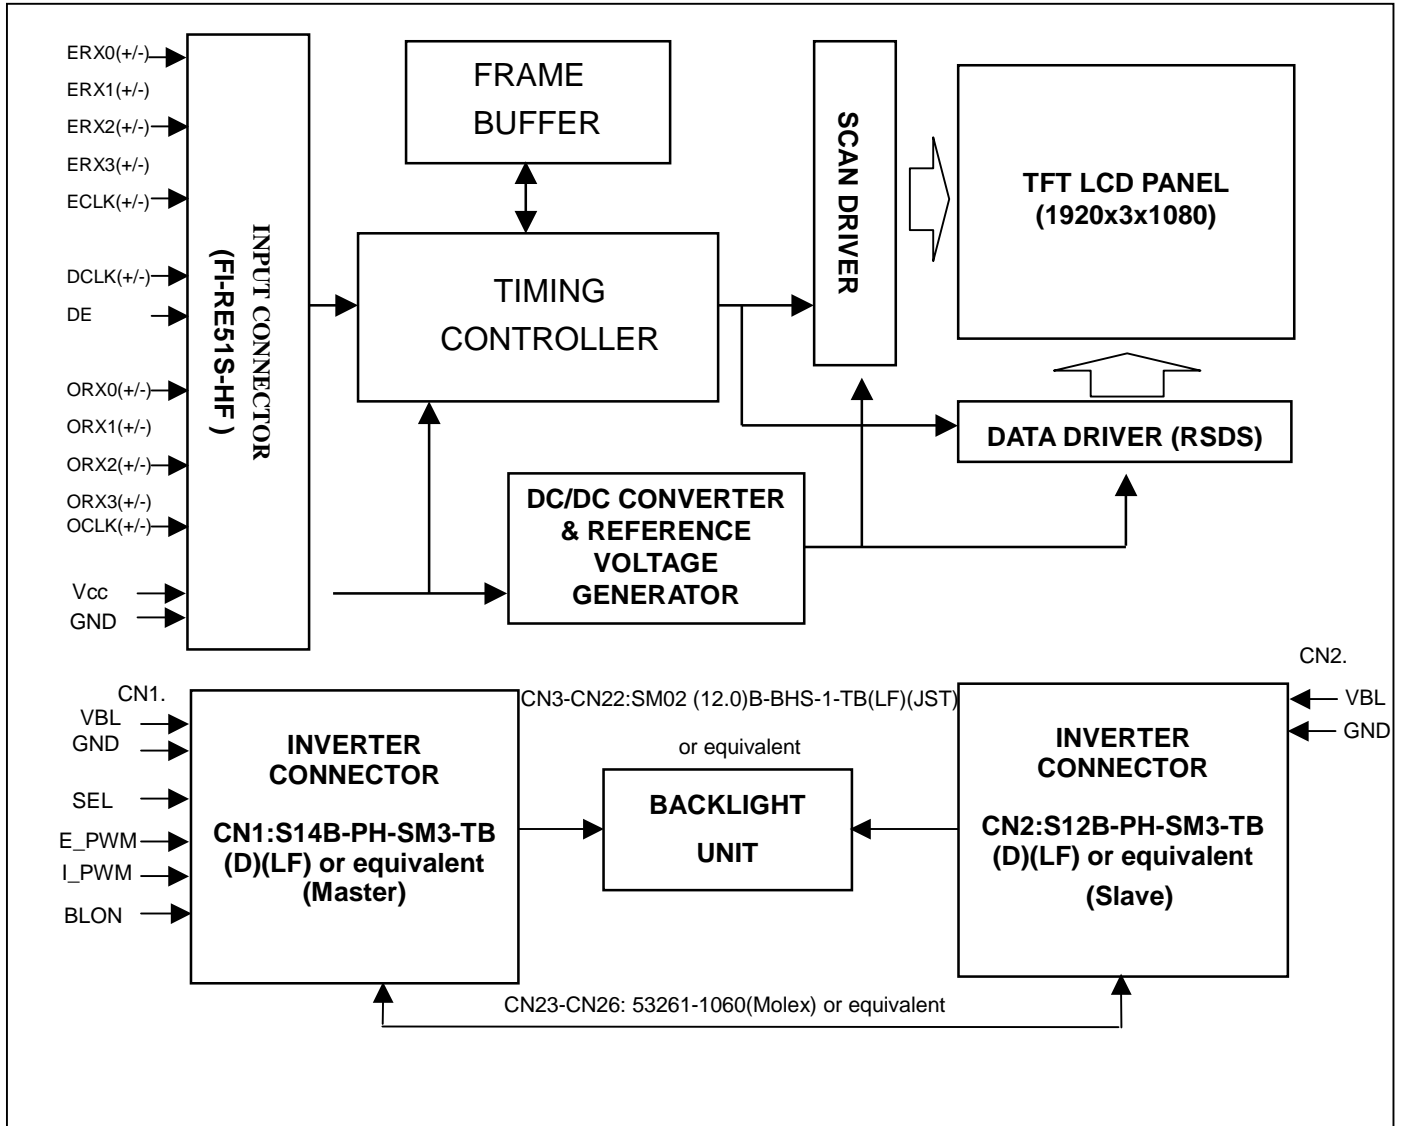 ERX0(+/-)
ERX1(+/-)
ERX2(+/-)
ERX3(+/-)
ECLK(+/-)
DCLK(+/-)
DE
ORX0(+/-)
ORX1(+/-)
ORX2(+/-)
ORX3(+/-)
OCLK(+/-)
Vcc
GND
INPUT CONNECTOR
(FI-RE51S-HF )
FRAME
BUFFER
TIMING
CONTROLLER
SCAN DRIVER
TFT LCD PANEL
(1920x3x1080)
DATA DRIVER (RSDS)
DC/DC CONVERTER
& REFERENCE
VOLTAGE
GENERATOR
CN1.
VBL
GND
SEL
E_PWM
I_PWM
BLON
INVERTER
CONNECTOR
CN1:S14B-PH-SM3-TB
(D)(LF) or equivalent
(Master)
CN3-CN22:SM02 (12.0)B-BHS-1-TB(LF)(JST)
or equivalent
BACKLIGHT
UNIT
INVERTER
CONNECTOR
CN2:S12B-PH-SM3-TB
(D)(LF) or equivalent
(Slave)
CN2.
VBL
GND
CN23-CN26: 53261-1060(Molex) or equivalent